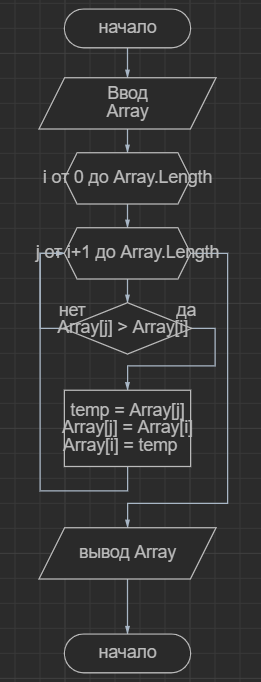 начало
Ввод
Array
i от 0 до Array.Length
j от i+1 до Array.Length
нет
да
Array[j] > Array[i]
temp = Array[j]
Array[j] = Array[i]
Array[i] = temp
вывод Array
начало